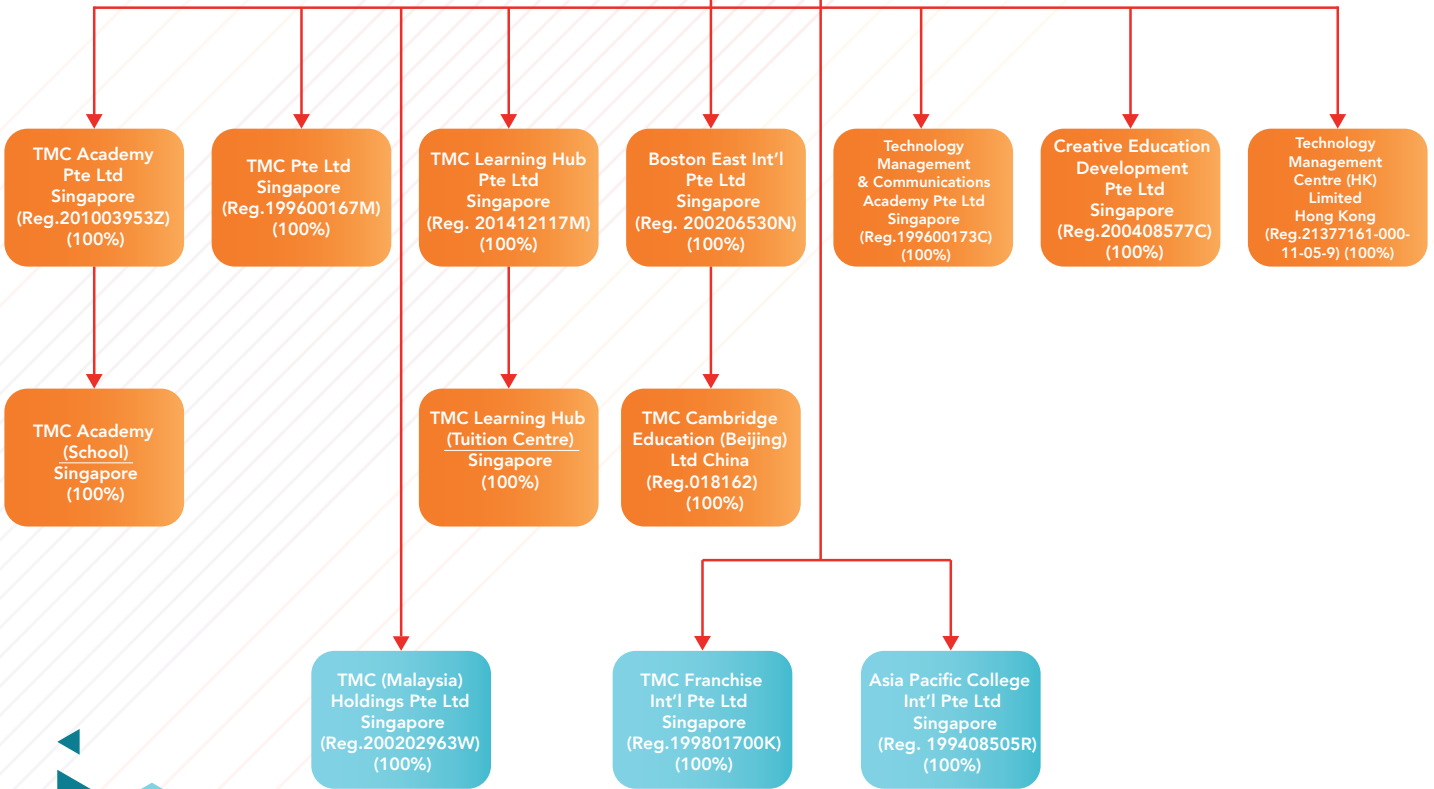 TMC Academy
Pte Ltd
Singapore
(Reg.201003953Z)
(100%)
TMC Pte Ltd
Singapore
(Reg.199600167M)
(100%)
TMC Learning Hub
Pte Ltd
Singapore
(Reg. 201412117M)
(100%)
Boston East Int’l
Pte Ltd
Singapore
(Reg. 200206530N)
(100%)
Technology
Management
& Communications
Academy Pte Ltd
Singapore
(Reg.199600173C)
(100%)
Creative Education
Development
Pte Ltd
Singapore
(Reg.200408577C)
(100%)
Technology
Management
Centre (HK)
Limited
Hong Kong
(Reg.21377161-000-
11-05-9) (100%)
TMC Academy
(School)
Singapore
(100%)
TMC Learning Hub
(Tuition Centre)
Singapore
(100%)
TMC Cambridge
Education (Beijing)
Ltd China
(Reg.018162)
(100%)
TMC (Malaysia)
Holdings Pte Ltd
Singapore
(Reg.200202963W)
(100%)
TMC Franchise
Int’l Pte Ltd
Singapore
(Reg.199801700K)
(100%)
Asia Pacific College
Int’l Pte Ltd
Singapore
(Reg. 199408505R)
(100%)